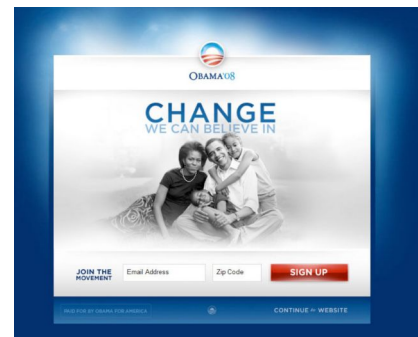 OBAMA'08
CHANGE
WE CAN BELIEVE IN
JOIN THE
MOVEMENT
Email Address
Zip Code
SIGN UP
PAID FOR BY OBAMA FOR AMERICA
CONTINUE TO WEBSITE